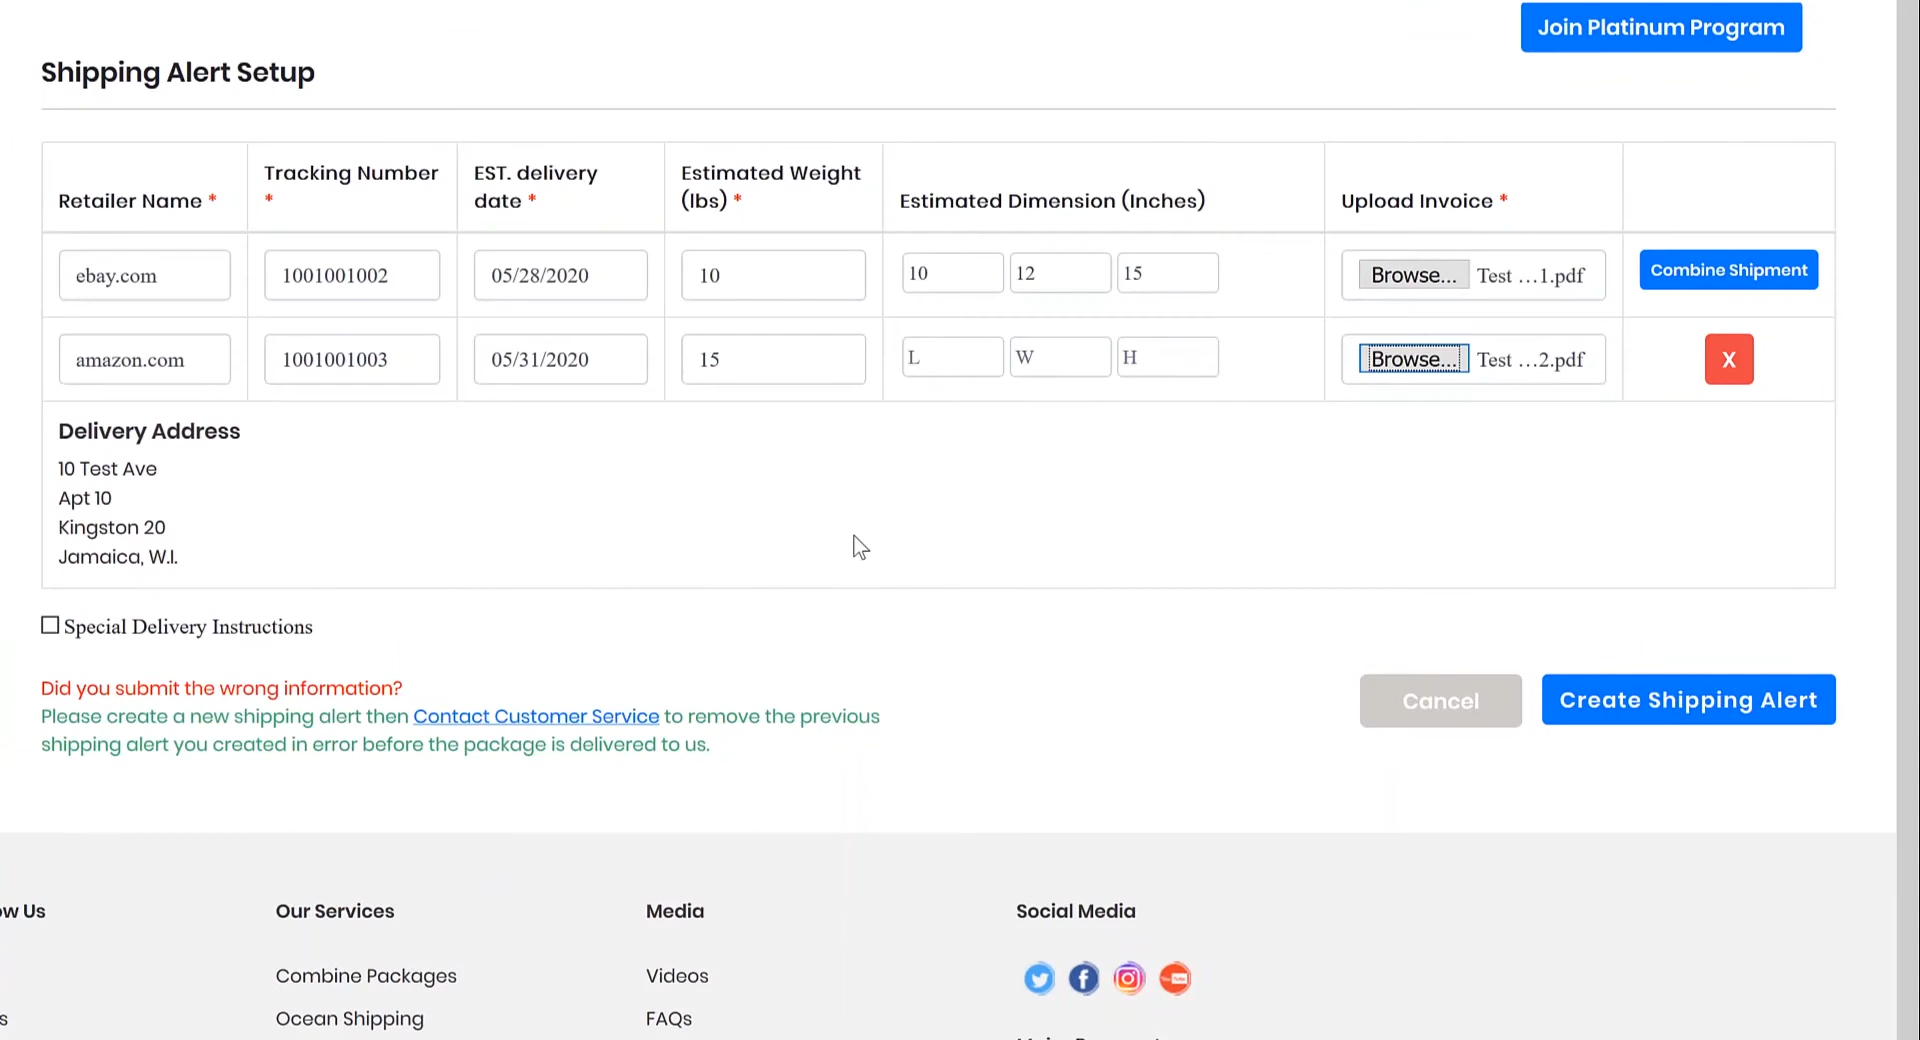 Join Platinum Program
Shipping Alert Setup
Retailer Name *
Tracking Number
*
EST. delivery
date *
Estimated Weight
(lbs) *
Estimated Dimension (Inches)
Upload Invoice *
ebay.com
1001001002
05/28/2020
10
10
12
15
Browse... Test ...1.pdf
Combine Shipment
amazon.com
1001001003
05/31/2020
15
L
W
H
Browse... Test ...2.pdf
X
Delivery Address
10 Test Ave
Apt 10
Kingston 20
Jamaica, W.I.
Special Delivery Instructions
Did you submit the wrong information?
Please create a new shipping alert then Contact Customer Service to remove the previous
shipping alert you created in error before the package is delivered to us.
Cancel
Create Shipping Alert
ow Us
Our Services
Media
Social Media
Combine Packages
Videos
s
Ocean Shipping
FAQs